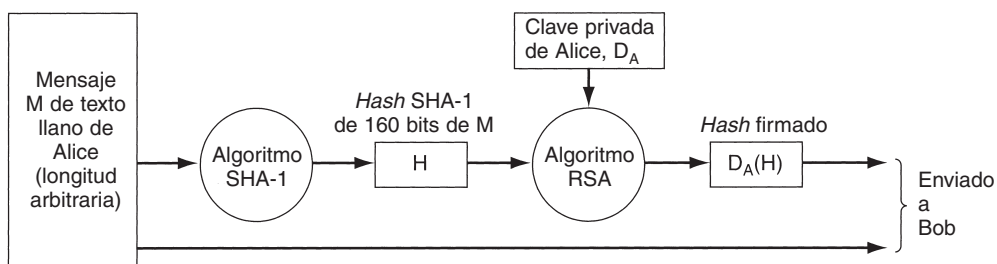 Mensaje
M de texto
llano de
Alice
(longitud
arbitraria)
Algoritmo
SHA-1
Hash SHA-1
de 160 bits de M
H
Clave privada
de Alice, DA
Algoritmo
RSA
Hash firmado
DA(H)
Enviado
a
Bob